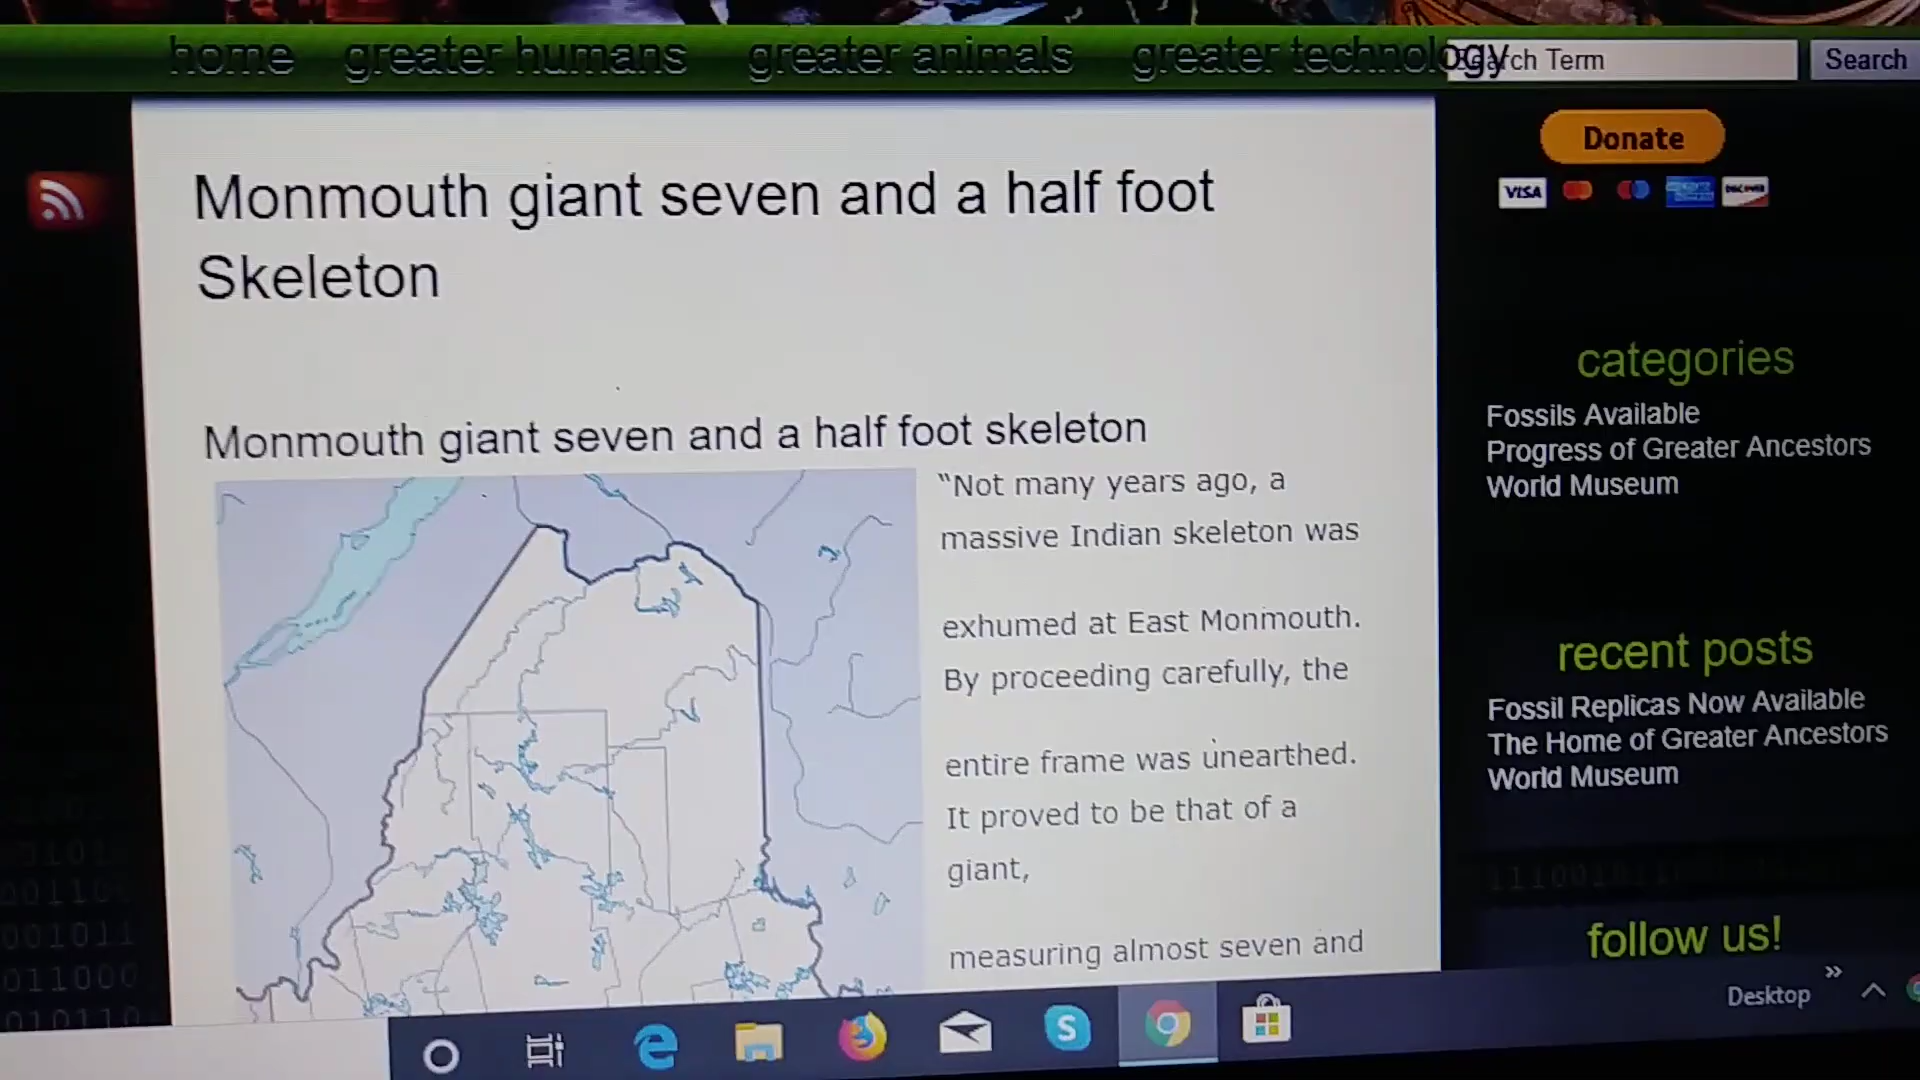 home greater humans greater animals greater technology
Search Term
Search
Donate
VISA
DISCOVER
Monmouth giant seven and a half foot
Skeleton
Monmouth giant seven and a half foot skeleton
“Not many years ago, a
massive Indian skeleton was
exhumed at East Monmouth.
By proceeding carefully, the
entire frame was unearthed.
It proved to be that of a
giant,
measuring almost seven and
categories
Fossils Available
Progress of Greater Ancestors
World Museum
recent posts
Fossil Replicas Now Available
The Home of Greater Ancestors
World Museum
follow us!
001011
011000
010110
Desktop